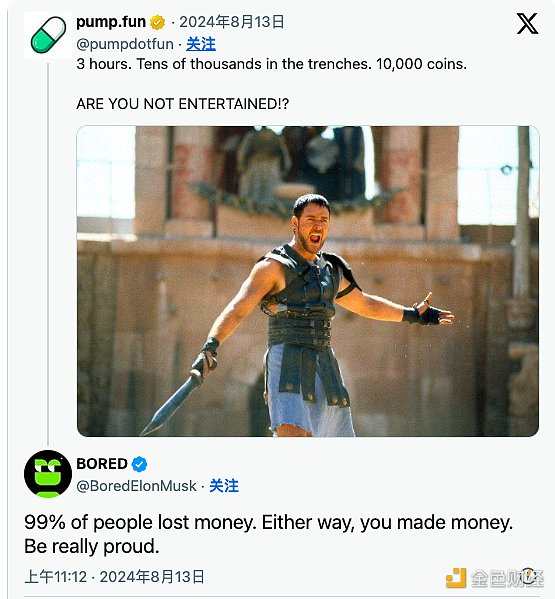 pump.fun · 2024年8月13日
@pumpdotfun · 关注
3 hours. Tens of thousands in the trenches. 10,000 coins.
ARE YOU NOT ENTERTAINED!?
BORED
@BoredElonMusk · 关注
99% of people lost money. Either way, you made money.
Be really proud.
上午11:12 · 2024年8月13日
金色财经